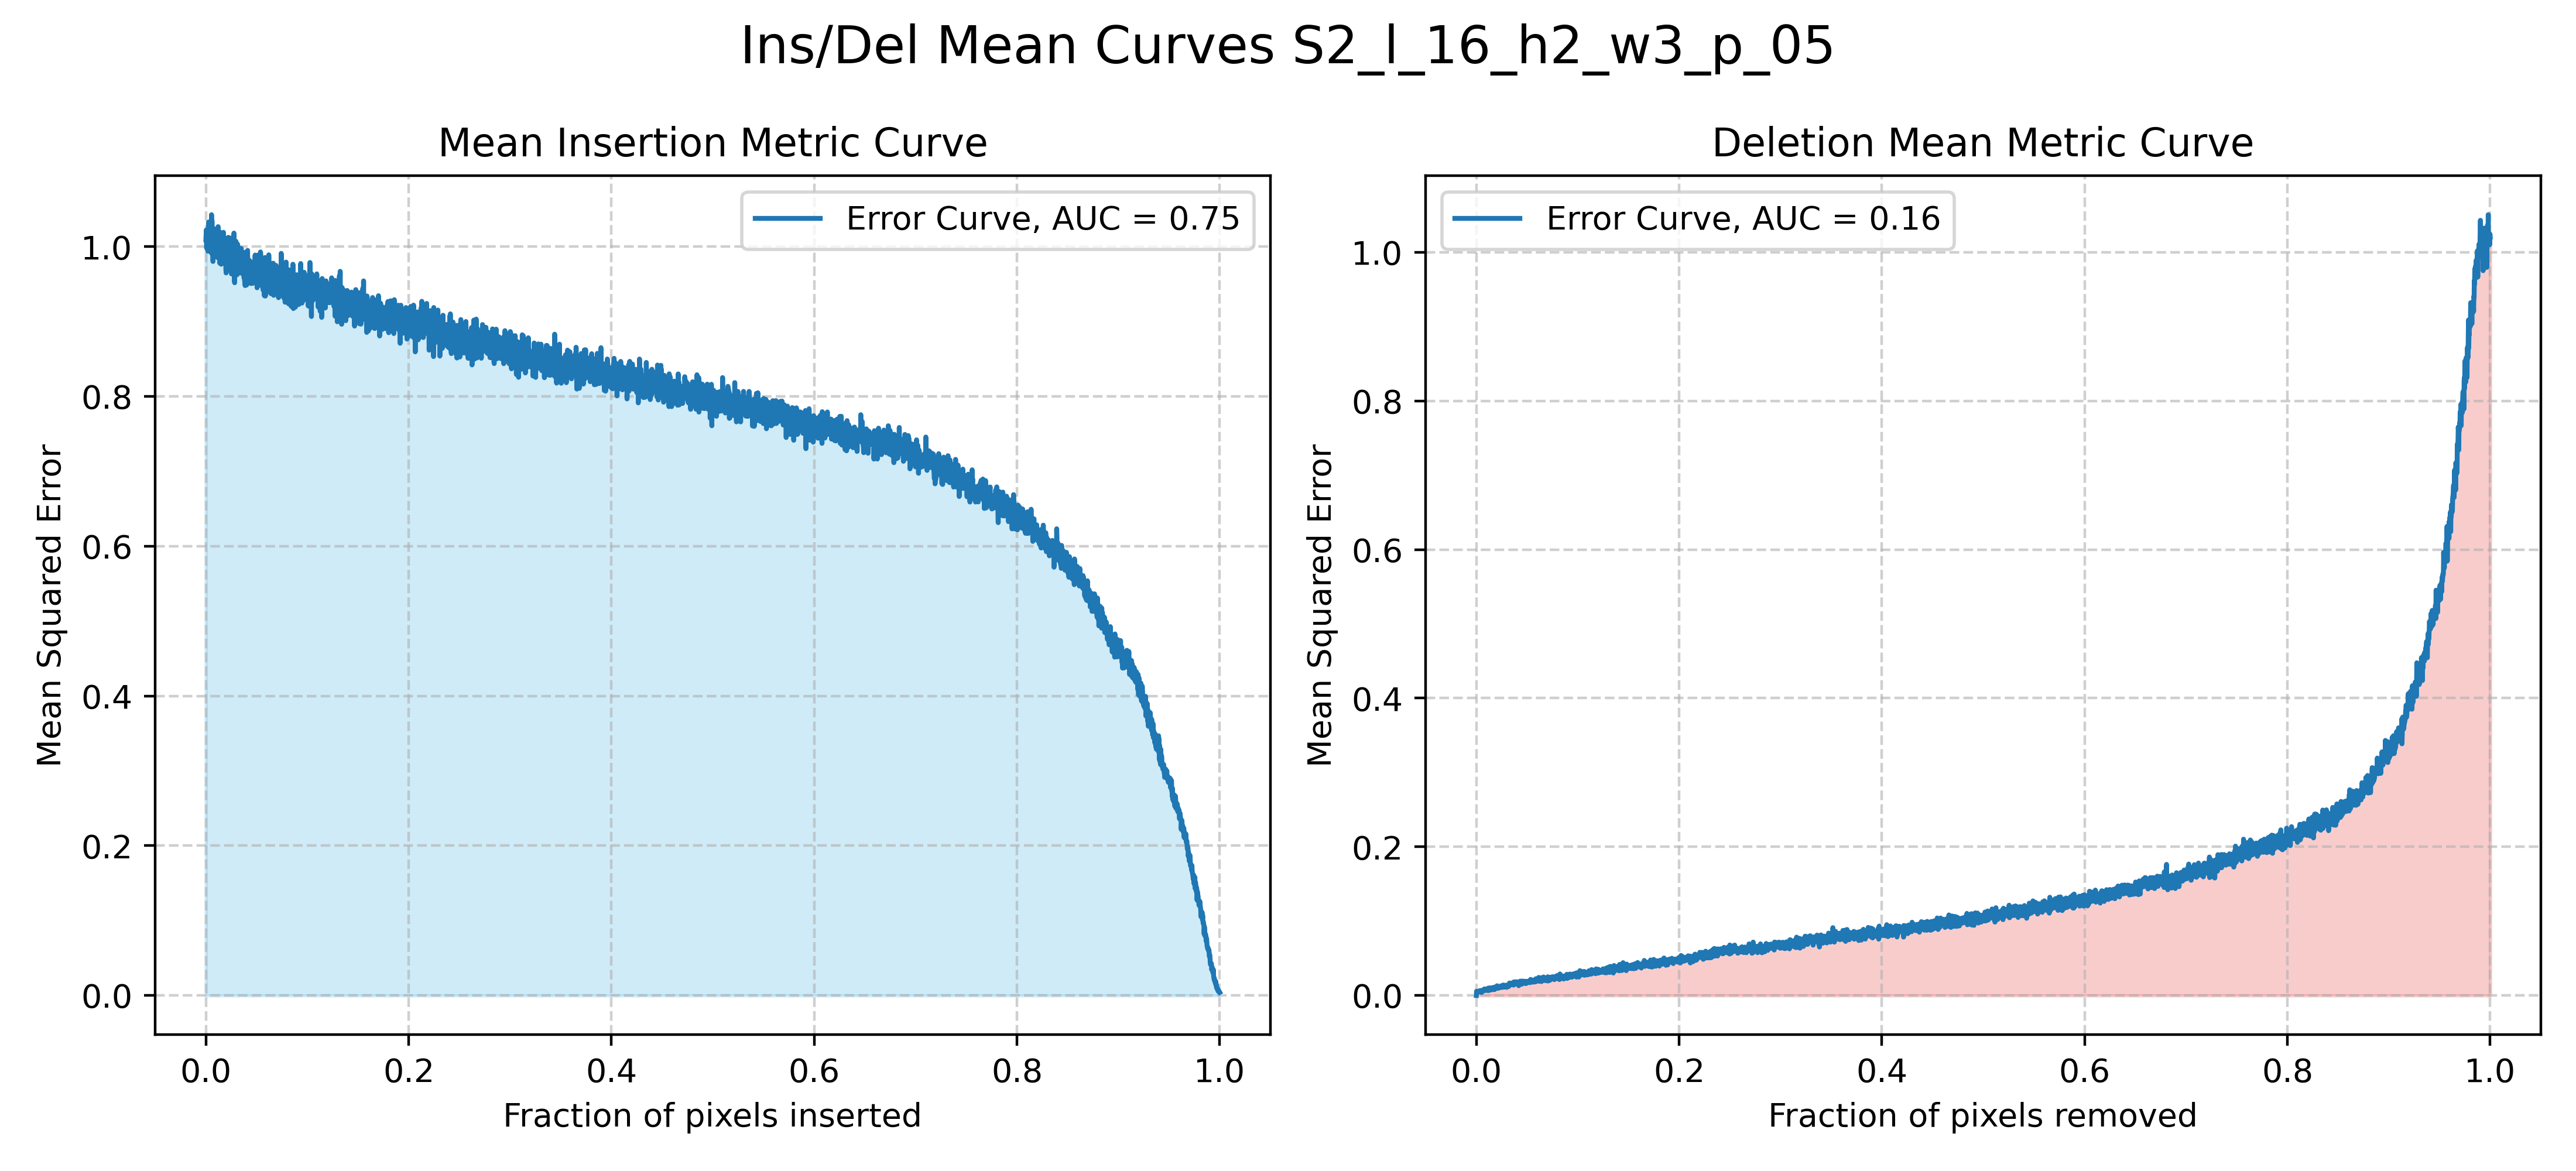 Ins/Del Mean Curves S2_l_16_h2_w3_p_05
Mean Insertion Metric Curve
Error Curve, AUC = 0.75
Mean Squared Error
1.0
0.8
0.6
0.4
0.2
0.0
0.0 0.2 0.4 0.6 0.8 1.0
Fraction of pixels inserted
Deletion Mean Metric Curve
Error Curve, AUC = 0.16
Mean Squared Error
1.0
0.8
0.6
0.4
0.2
0.0
0.0 0.2 0.4 0.6 0.8 1.0
Fraction of pixels removed